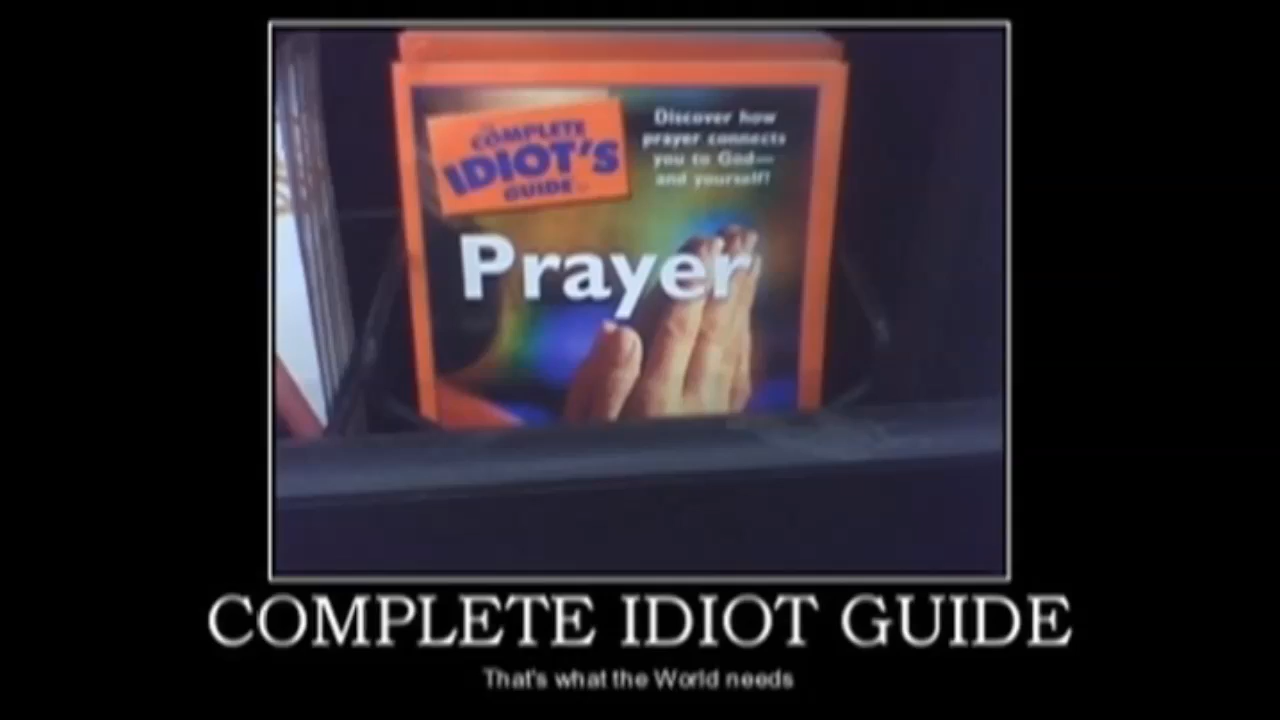 COMPLETE
IDIOT'S
GUIDE
Discover how
prayer connects
you to God—
and yourself!
Prayer
COMPLETE IDIOT GUIDE
That's what the World needs